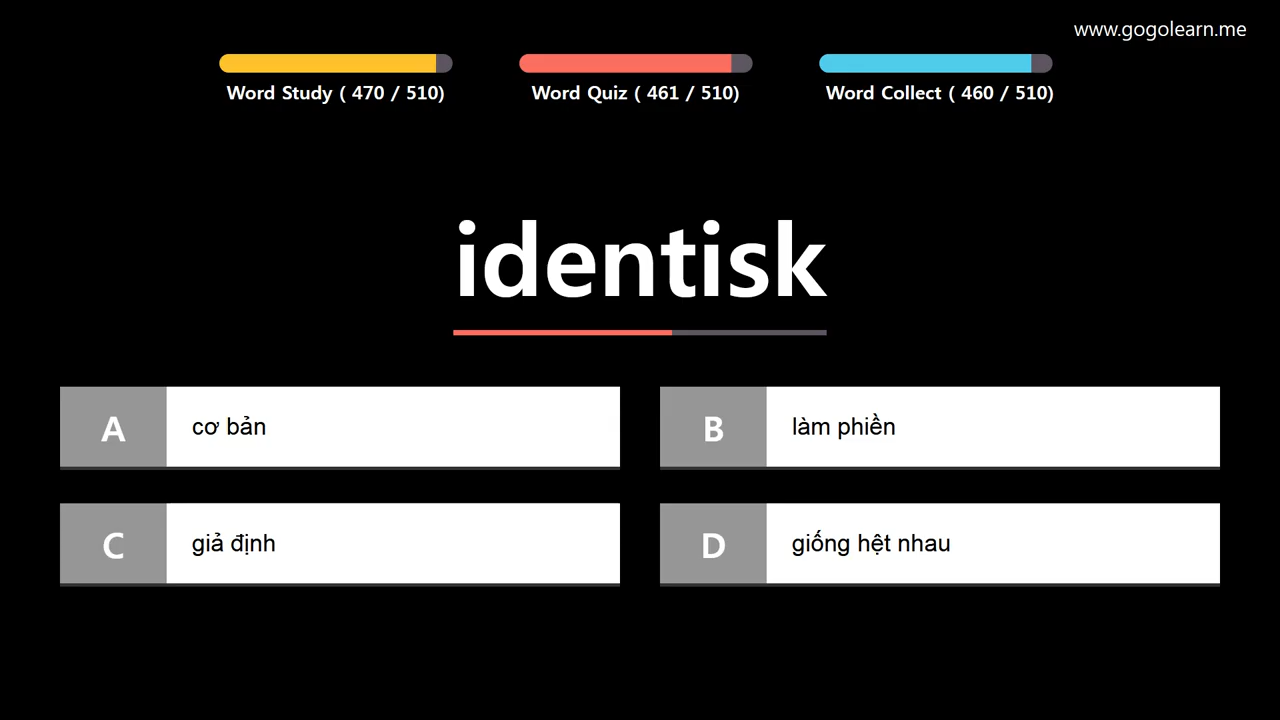 www.gogolearn.me
Word Study ( 470 / 510)
Word Quiz ( 461 / 510)
Word Collect ( 460 / 510)
identisk
A
cơ bản
B
làm phiền
C
giả định
D
giống hệt nhau